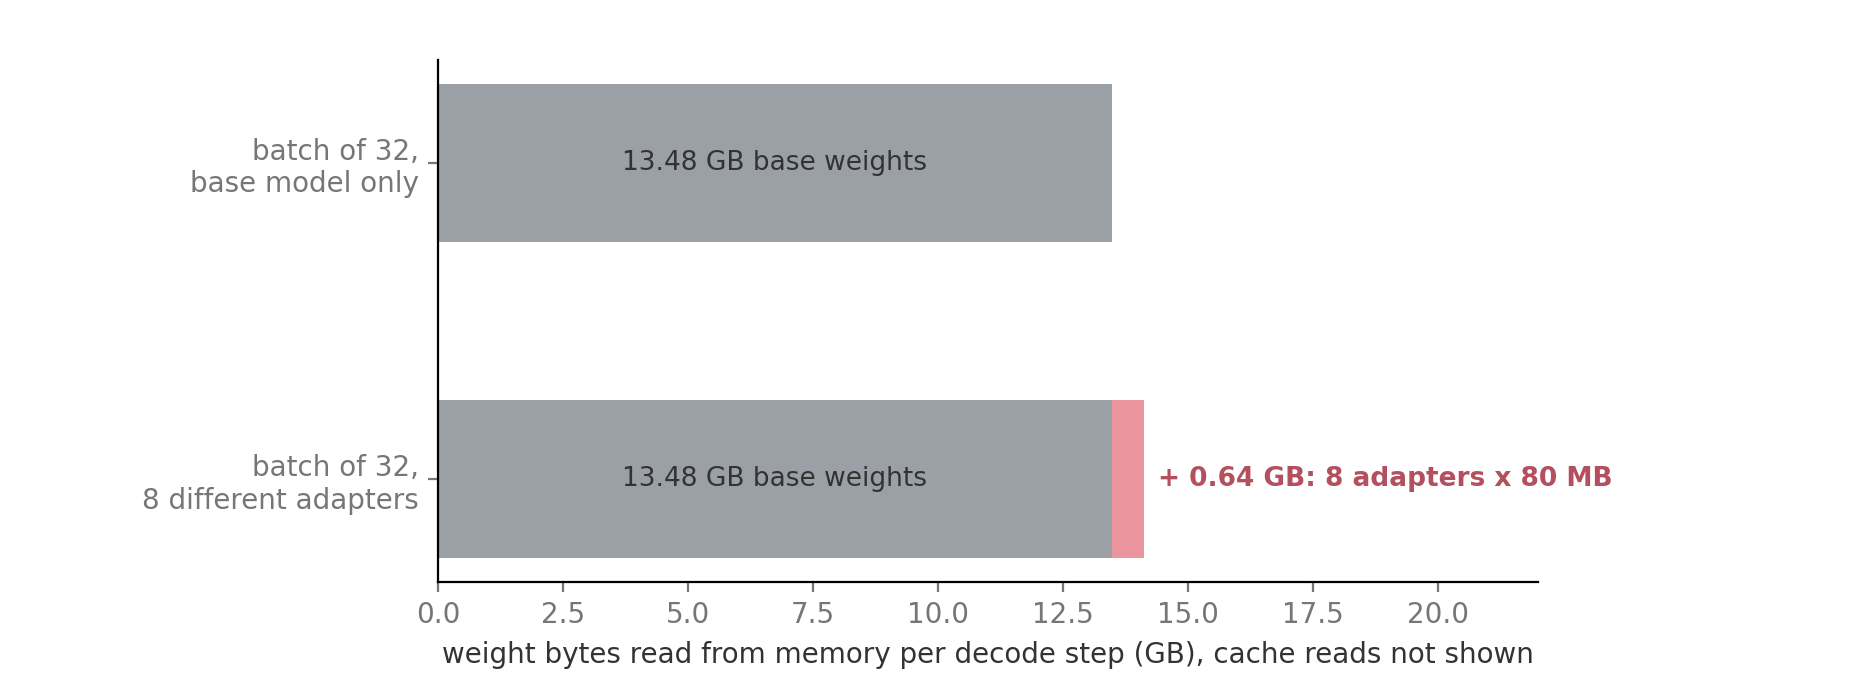 batch of 32,
base model only
13.48 GB base weights
batch of 32,
8 different adapters
13.48 GB base weights
+ 0.64 GB: 8 adapters x 80 MB
0.0 2.5 5.0 7.5 10.0 12.5 15.0 17.5 20.0
weight bytes read from memory per decode step (GB), cache reads not shown